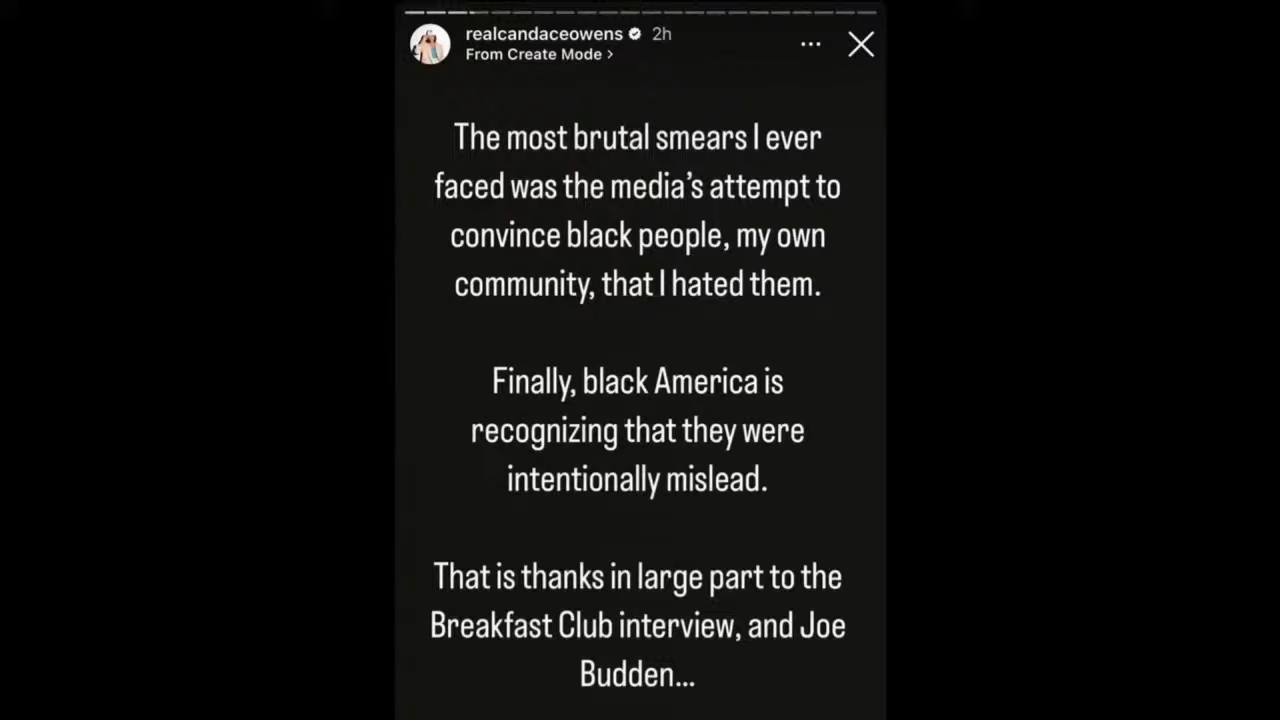 realcandaceowens 2h
From Create Mode >
The most brutal smears I ever
faced was the media's attempt to
convince black people, my own
community, that I hated them.
Finally, black America is
recognizing that they were
intentionally mislead.
That is thanks in large part to the
Breakfast Club interview, and Joe
Budden...